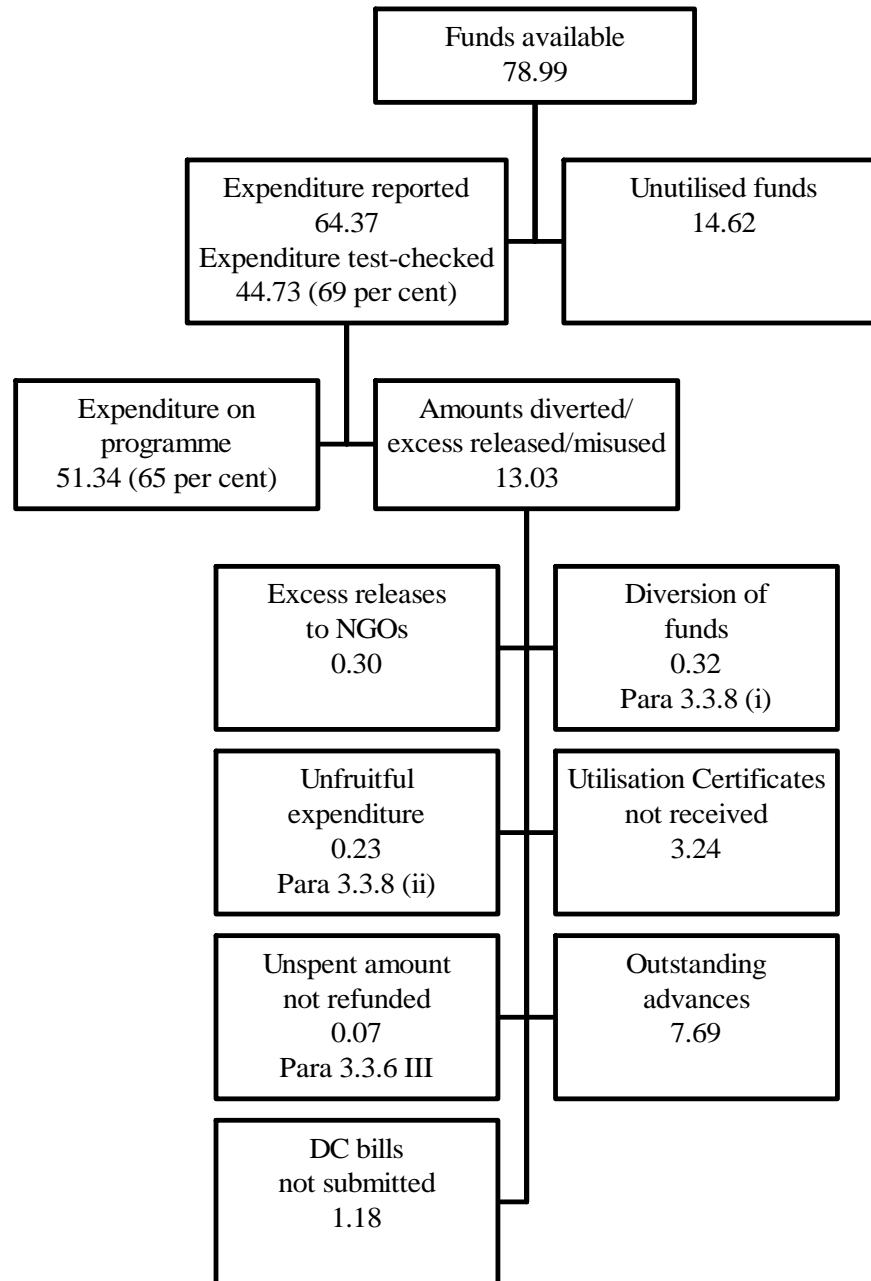 Funds available
78.99
Expenditure reported
64.37
Expenditure test-checked
44.73 (69 per cent)
Unutilised funds
14.62
Expenditure on
programme
51.34 (65 per cent)
Amounts diverted/
excess released/misused
13.03
Excess releases
to NGOs
0.30
Diversion of
funds
0.32
Para 3.3.8 (i)
Unfruitful
expenditure
0.23
Para 3.3.8 (ii)
Utilisation Certificates
not received
3.24
Unspent amount
not refunded
0.07
Para 3.3.6 III
Outstanding
advances
7.69
DC bills
not submitted
1.18